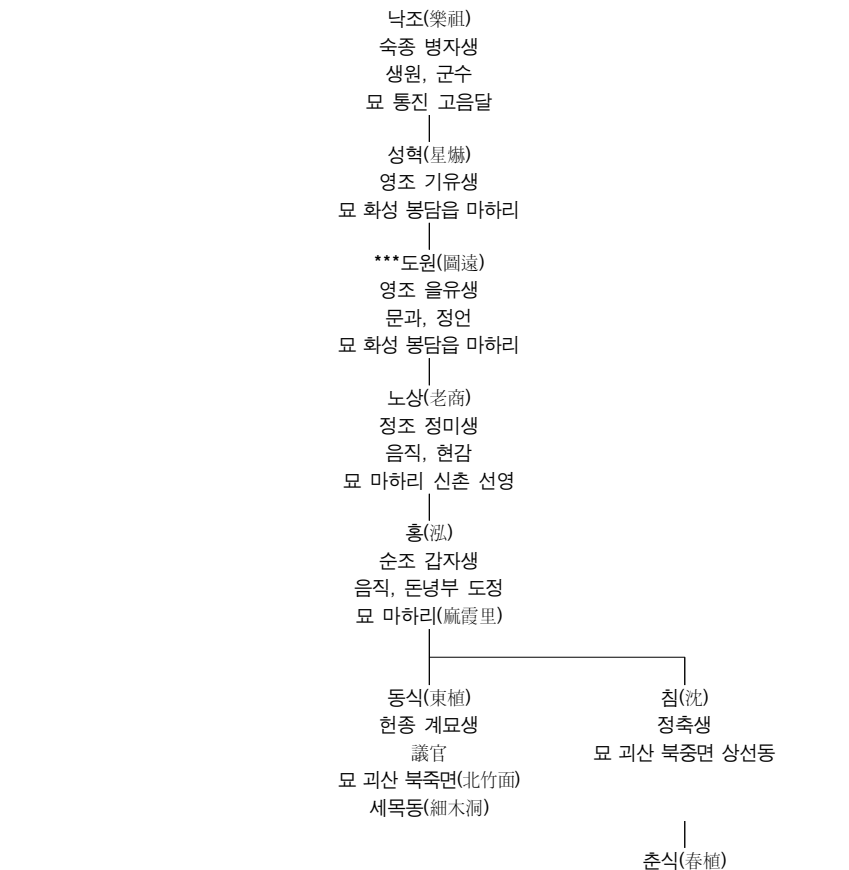 낙조(樂祖)
숙종 병자생
생원, 군수
묘 통진 고음달
성혁(星爀)
영조 기유생
묘 화성 봉담읍 마하리
***도원(圖遠)
영조 을유생
문과, 정언
묘 화성 봉담읍 마하리
노상(老商)
정조 정미생
음직, 현감
묘 마하리 신촌 선영
홍(泓)
순조 갑자생
음직, 돈녕부 도정
묘 마하리(麻霞里)
동식(東植)
헌종 계묘생
議官
묘 괴산 북죽면(北竹面)
세목동(細木洞)
침(沈)
정축생
묘 괴산 북중면 상선동
춘식(春植)